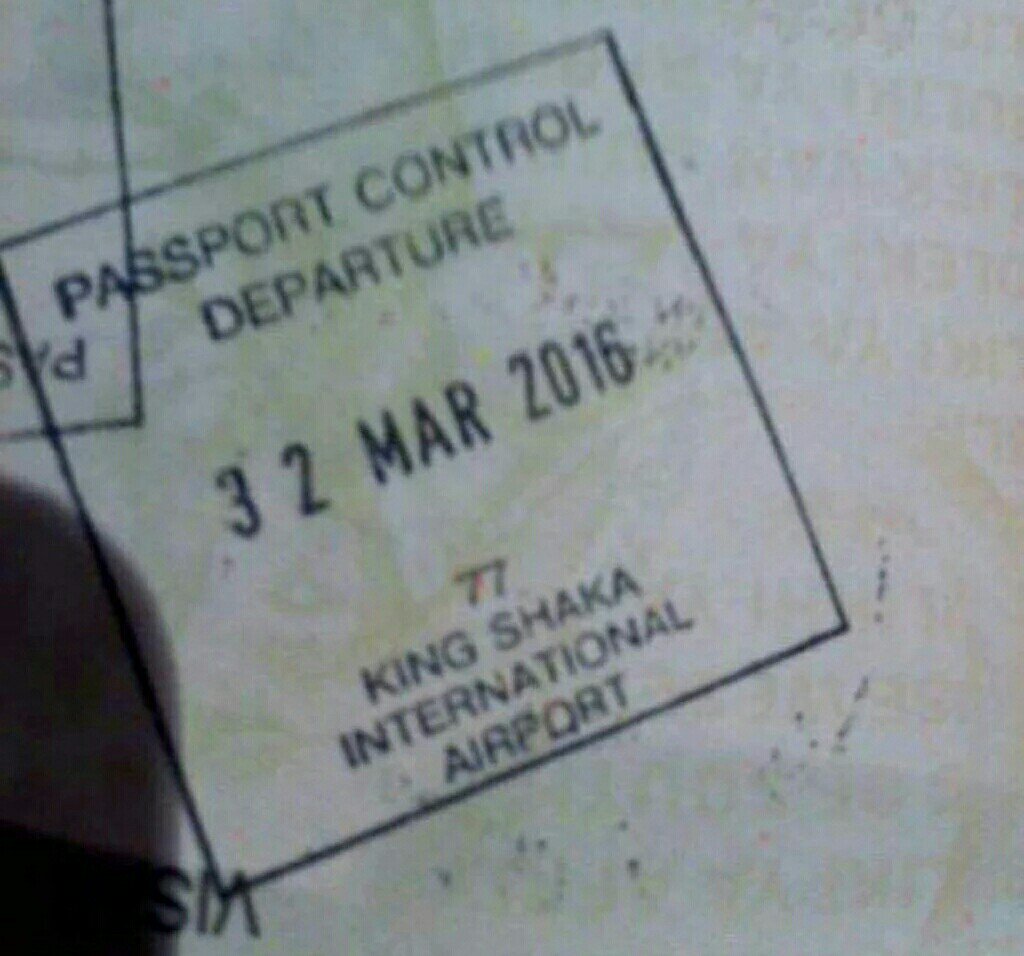 PASSPORT CONTROL
DEPARTURE
32 MAR 2016
77
KING SHAKA
INTERNATIONAL
AIRPORT